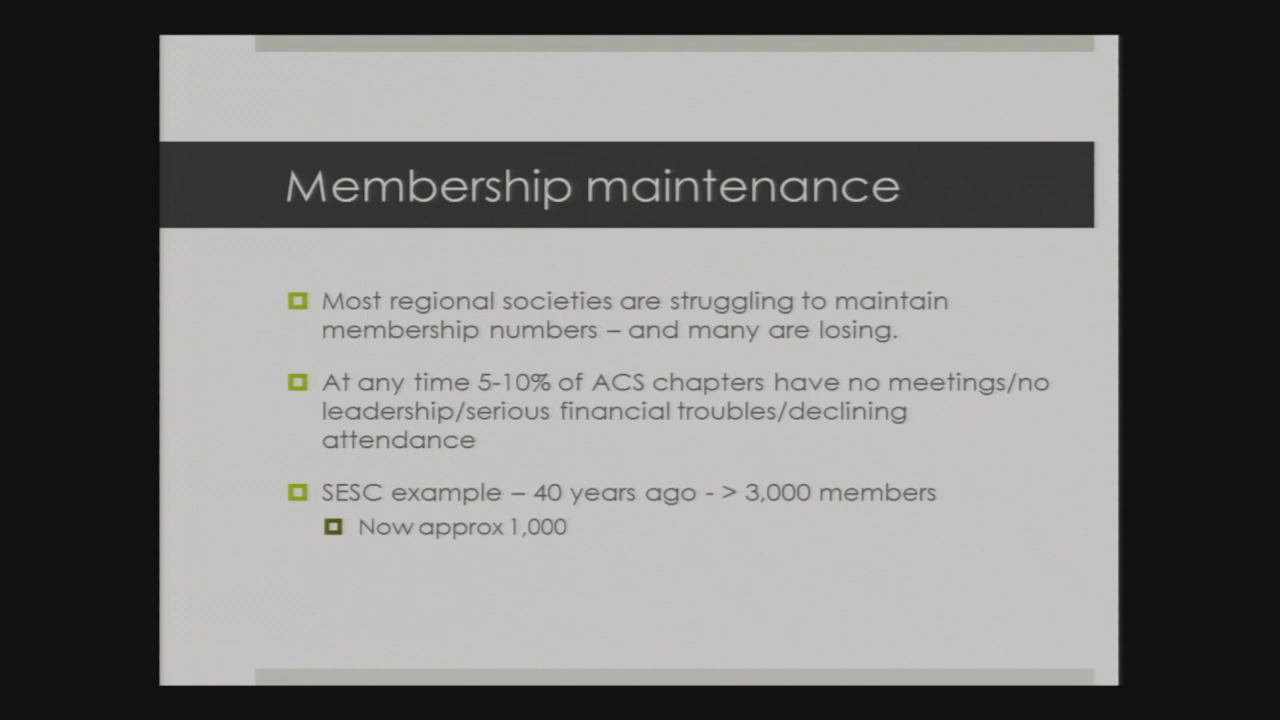 Membership maintenance
Most regional societies are struggling to maintain
membership numbers – and many are losing.
At any time 5-10% of ACS chapters have no meetings/no
leadership/serious financial troubles/declining
attendance
SESC example – 40 years ago - > 3,000 members
Now approx 1,000